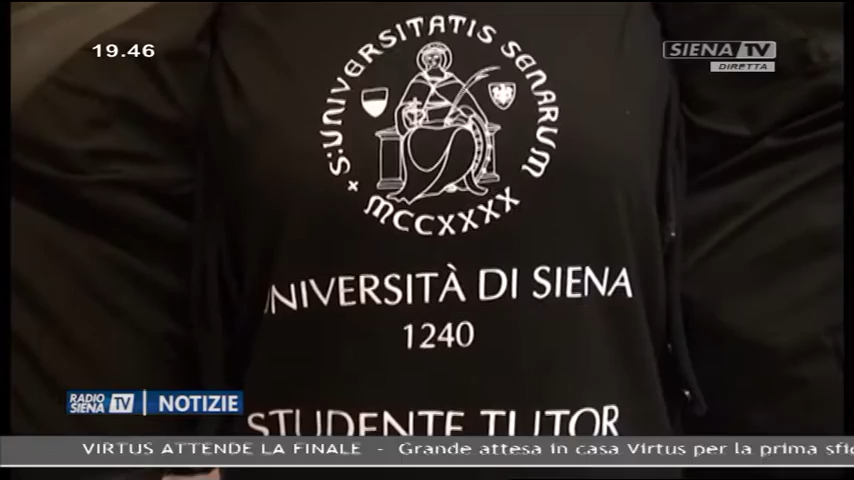 19.46
SIENA TV
DIRETTA
S:UNIVERSITATIS SENARUM
MCCXXXX
UNIVERSITÀ DI SIENA
1240
RADIO SIENA TV NOTIZIE
STUDENTE TUTOR
VIRTUS ATTENDE LA FINALE - Grande attesa in casa Virtus per la prima